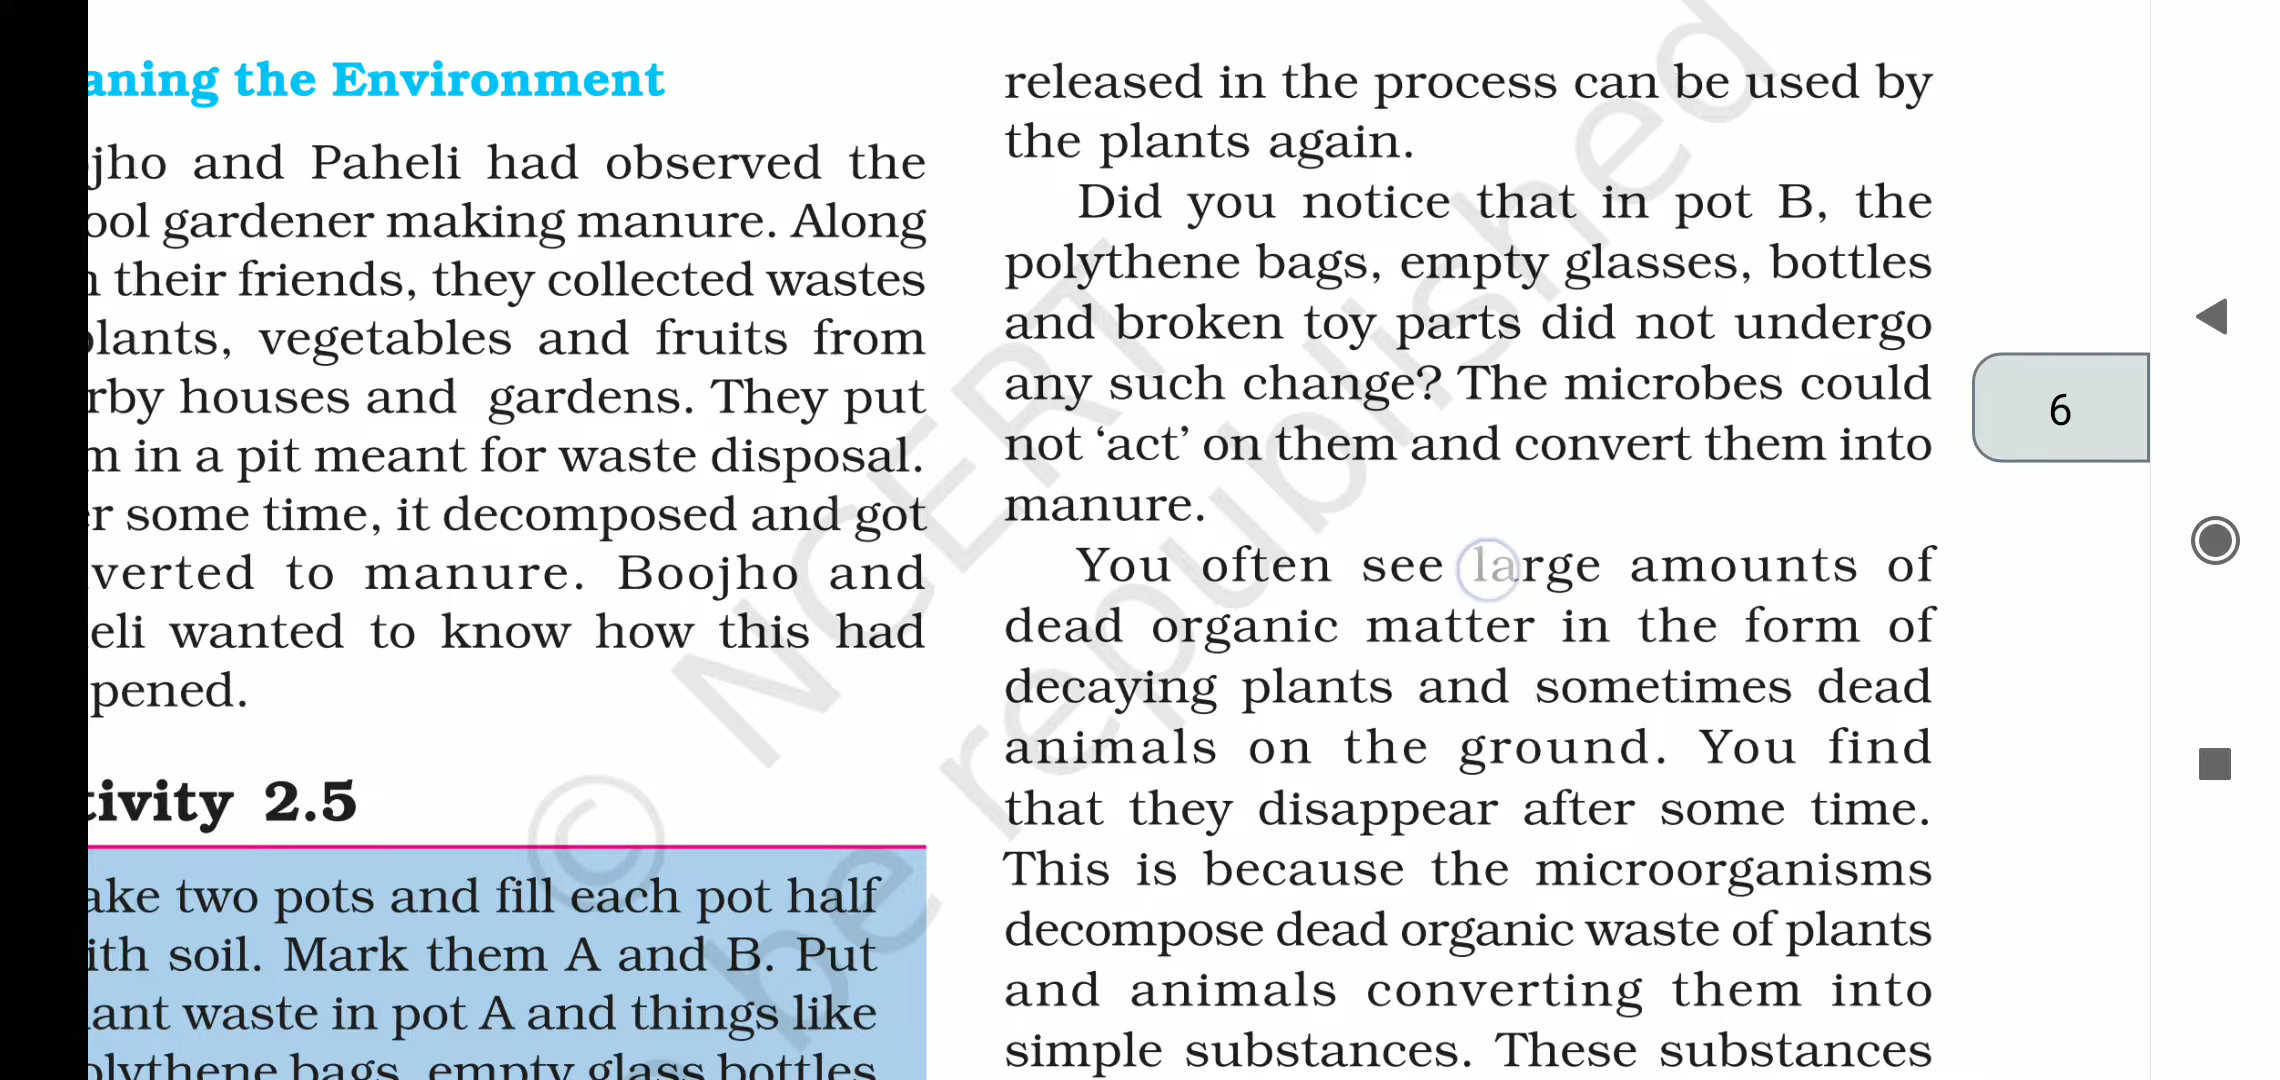 aning the Environment
jho and Paheli had observed the
ool gardener making manure. Along
their friends, they collected wastes
lants, vegetables and fruits from
rby houses and gardens. They put
m in a pit meant for waste disposal.
r some time, it decomposed and got
verted to manure. Boojho and
eli wanted to know how this had
pened.
tivity 2.5
ake two pots and fill each pot half
ith soil. Mark them A and B. Put
ant waste in pot A and things like
olythene bags, empty glass bottles
released in the process can be used by
the plants again.
Did you notice that in pot B, the
polythene bags, empty glasses, bottles
and broken toy parts did not undergo
any such change? The microbes could
not ‘act’ on them and convert them into
manure.
You often see large amounts of
dead organic matter in the form of
decaying plants and sometimes dead
animals on the ground. You find
that they disappear after some time.
This is because the microorganisms
decompose dead organic waste of plants
and animals converting them into
simple substances. These substances
© NCERT
be republished
6